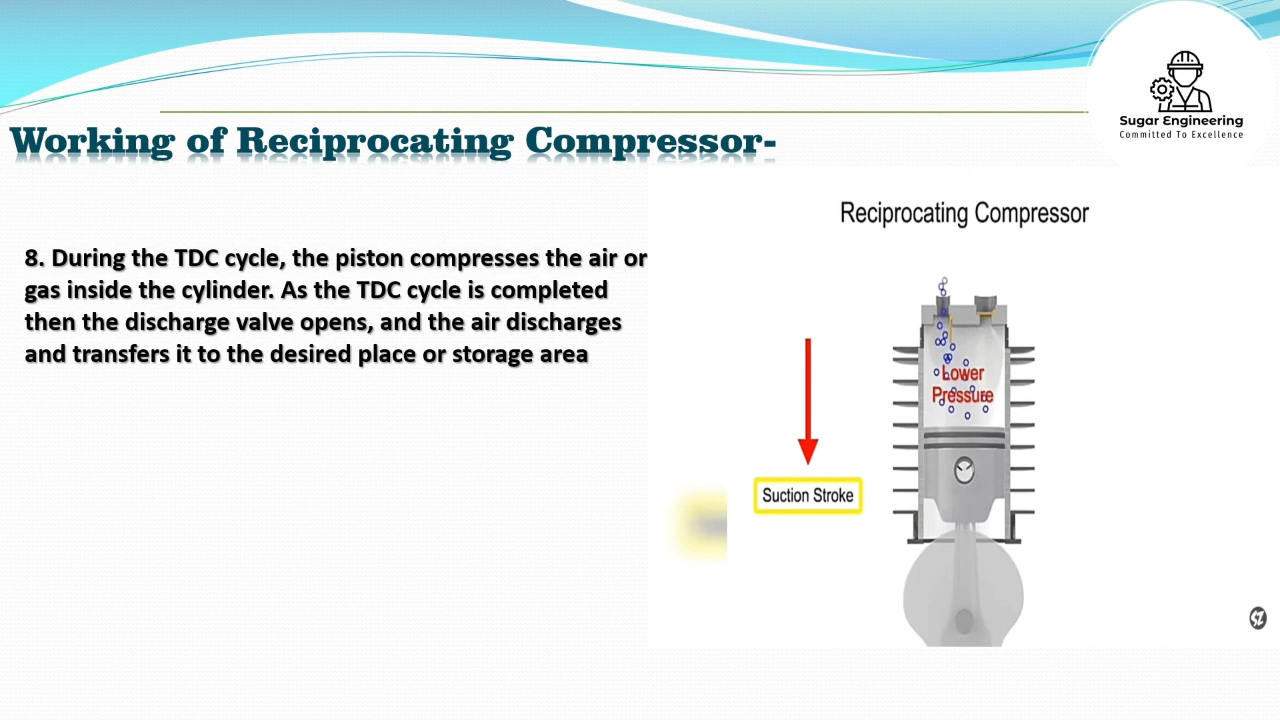 Sugar Engineering
Committed To Excellence
Working of Reciprocating Compressor-
Reciprocating Compressor
8. During the TDC cycle, the piston compresses the air or
gas inside the cylinder. As the TDC cycle is completed
then the discharge valve opens, and the air discharges
and transfers it to the desired place or storage area
Lower
Pressure
Suction Stroke